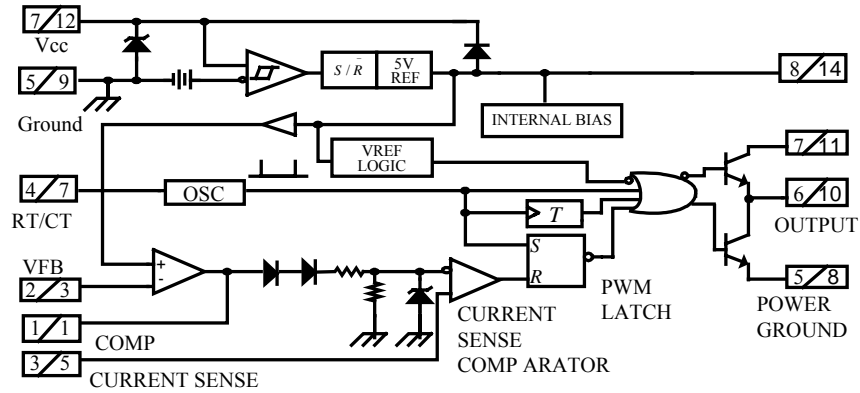 7/12
Vcc
5/9
Ground
S/R̄
5V
REF
8/14
INTERNAL BIAS
VREF
LOGIC
7/11
4/7
RT/CT
OSC
T
6/10
OUTPUT
VFB
2/3
+
-
S
R
PWM
LATCH
5/8
POWER
GROUND
1/1
COMP
3/5
CURRENT SENSE
CURRENT
SENSE
COMP ARATOR